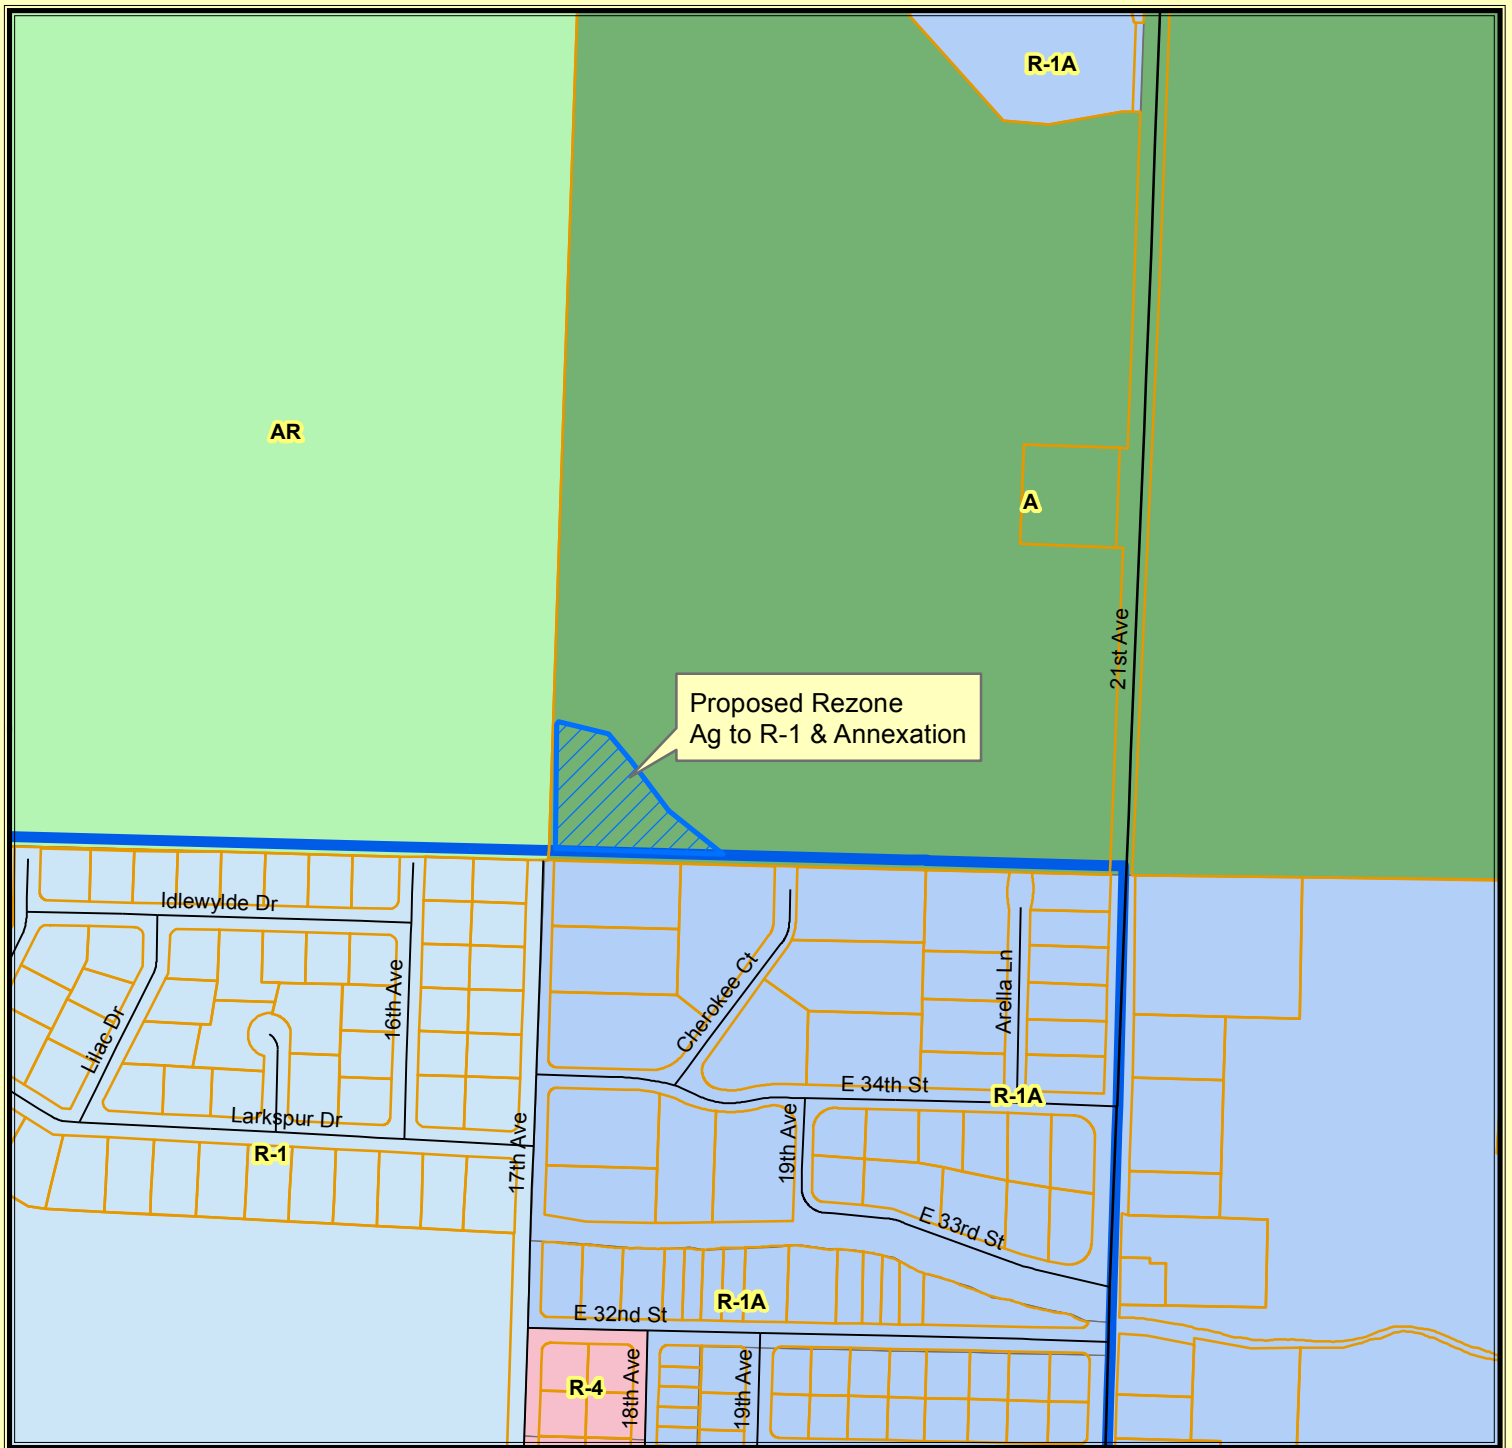 R-1A
AR
A
21st Ave
Proposed Rezone
Ag to R-1 & Annexation
Idlewylde Dr
16th Ave
Lilac Dr
Larkspur Dr
R-1
17th Ave
Cherokee Ct
Arella Ln
E 34th St
R-1A
19th Ave
E 33rd St
R-1A
E 32nd St
R-4
18th Ave
19th Ave